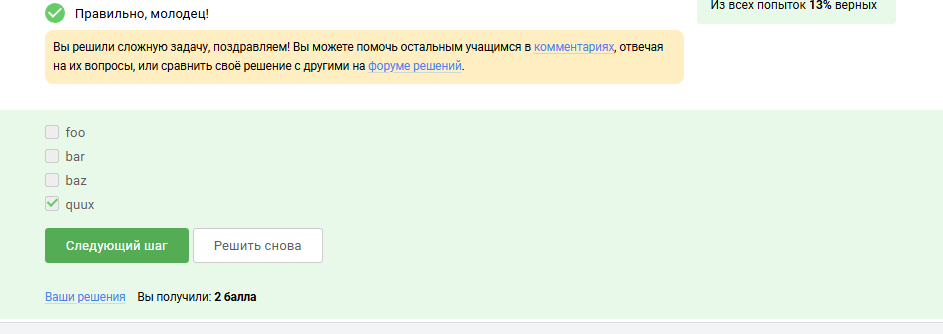 Из всех попыток 13% верных
Правильно, молодец!
Вы решили сложную задачу, поздравляем! Вы можете помочь остальным учащимся в комментариях, отвечая
на их вопросы, или сравнить своё решение с другими на форуме решений.
foo
bar
baz
quux
Следующий шаг
Решить снова
Ваши решения Вы получили: 2 балла